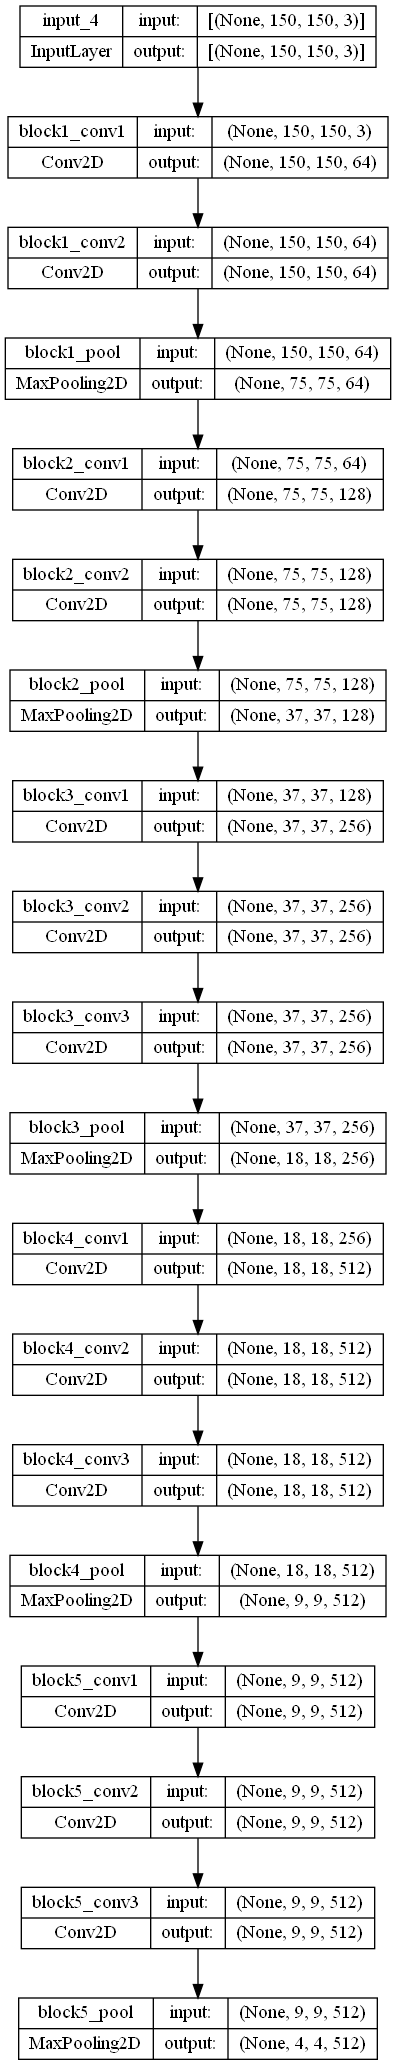 input_4 input: [(None, 150, 150, 3)]
InputLayer output: [(None, 150, 150, 3)]
block1_conv1 input: (None, 150, 150, 3)
Conv2D output: (None, 150, 150, 64)
block1_conv2 input: (None, 150, 150, 64)
Conv2D output: (None, 150, 150, 64)
block1_pool input: (None, 150, 150, 64)
MaxPooling2D output: (None, 75, 75, 64)
block2_conv1 input: (None, 75, 75, 64)
Conv2D output: (None, 75, 75, 128)
block2_conv2 input: (None, 75, 75, 128)
Conv2D output: (None, 75, 75, 128)
block2_pool input: (None, 75, 75, 128)
MaxPooling2D output: (None, 37, 37, 128)
block3_conv1 input: (None, 37, 37, 128)
Conv2D output: (None, 37, 37, 256)
block3_conv2 input: (None, 37, 37, 256)
Conv2D output: (None, 37, 37, 256)
block3_conv3 input: (None, 37, 37, 256)
Conv2D output: (None, 37, 37, 256)
block3_pool input: (None, 37, 37, 256)
MaxPooling2D output: (None, 18, 18, 256)
block4_conv1 input: (None, 18, 18, 256)
Conv2D output: (None, 18, 18, 512)
block4_conv2 input: (None, 18, 18, 512)
Conv2D output: (None, 18, 18, 512)
block4_conv3 input: (None, 18, 18, 512)
Conv2D output: (None, 18, 18, 512)
block4_pool input: (None, 18, 18, 512)
MaxPooling2D output: (None, 9, 9, 512)
block5_conv1 input: (None, 9, 9, 512)
Conv2D output: (None, 9, 9, 512)
block5_conv2 input: (None, 9, 9, 512)
Conv2D output: (None, 9, 9, 512)
block5_conv3 input: (None, 9, 9, 512)
Conv2D output: (None, 9, 9, 512)
block5_pool input: (None, 9, 9, 512)
MaxPooling2D output: (None, 4, 4, 512)